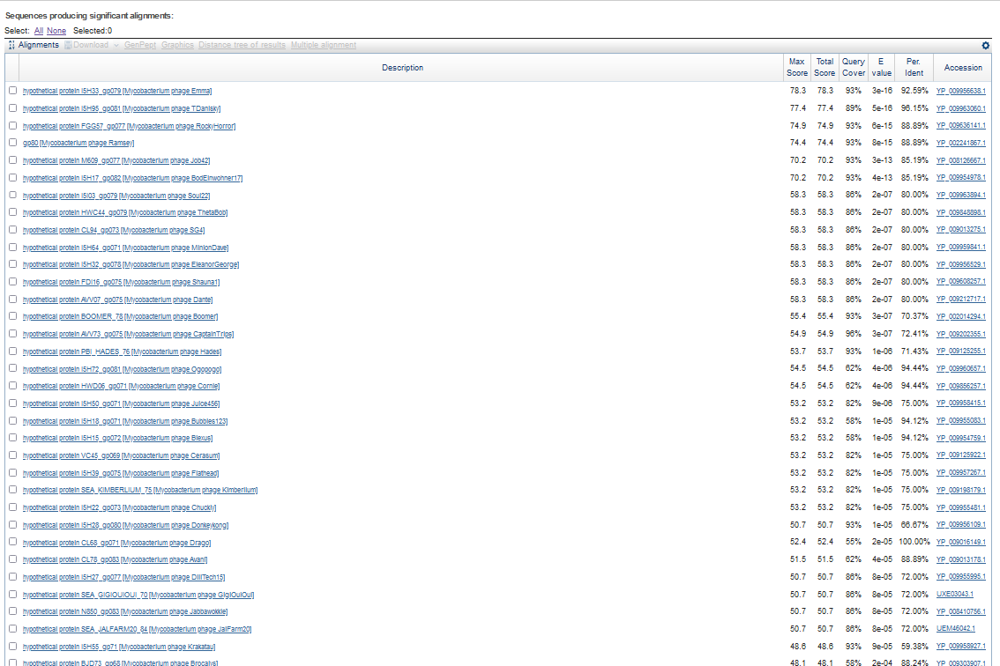 Sequences producing significant alignments:
Select: All None Selected:0
Alignments Download GenPept Graphics Distance tree of results Multiple alignment
Description Max Score Total Score Query Cover E value Per. Ident Accession
hypothetical protein I5H33_gp079 [Mycobacterium phage Emma] 78.3 78.3 93% 3e-16 92.59% YP_009956638.1
hypothetical protein I5H95_gp081 [Mycobacterium phage TDanisky] 77.4 77.4 89% 5e-16 96.15% YP_009963060.1
hypothetical protein FGG57_gp077 [Mycobacterium phage RockyHorror] 74.9 74.9 93% 6e-15 88.89% YP_009636141.1
gp80 [Mycobacterium phage Ramsey] 74.4 74.4 93% 8e-15 88.89% YP_002241867.1
hypothetical protein M609_gp077 [Mycobacterium phage Job42] 70.2 70.2 93% 3e-13 85.19% YP_008126667.1
hypothetical protein I5H17_gp082 [Mycobacterium phage BodEinwohner17] 70.2 70.2 93% 4e-13 85.19% YP_009954978.1
hypothetical protein I5I03_gp079 [Mycobacterium phage Soul22] 58.3 58.3 86% 2e-07 80.00% YP_009963894.1
hypothetical protein HWC44_gp079 [Mycobacterium phage ThetaBob] 58.3 58.3 86% 2e-07 80.00% YP_009848898.1
hypothetical protein CL94_gp073 [Mycobacterium phage SG4] 58.3 58.3 86% 2e-07 80.00% YP_009013275.1
hypothetical protein I5H64_gp071 [Mycobacterium phage MinionDave] 58.3 58.3 86% 2e-07 80.00% YP_009959841.1
hypothetical protein I5H32_gp078 [Mycobacterium phage EleanorGeorge] 58.3 58.3 86% 2e-07 80.00% YP_009956529.1
hypothetical protein FDI16_gp075 [Mycobacterium phage Shauna1] 58.3 58.3 86% 2e-07 80.00% YP_009608257.1
hypothetical protein AVV07_gp075 [Mycobacterium phage Dante] 58.3 58.3 86% 2e-07 80.00% YP_009212717.1
hypothetical protein BOOMER_78 [Mycobacterium phage Boomer] 55.4 55.4 93% 3e-07 70.37% YP_002014294.1
hypothetical protein AVV73_gp075 [Mycobacterium phage CaptainTrips] 54.9 54.9 96% 3e-07 72.41% YP_009202355.1
hypothetical protein PBI_HADES_76 [Mycobacterium phage Hades] 53.7 53.7 93% 1e-06 71.43% YP_009125255.1
hypothetical protein I5H72_gp081 [Mycobacterium phage Ogopogo] 54.5 54.5 62% 4e-06 94.44% YP_009960657.1
hypothetical protein HWD06_gp071 [Mycobacterium phage Cornie] 54.5 54.5 62% 4e-06 94.44% YP_009856257.1
hypothetical protein I5H50_gp071 [Mycobacterium phage Juice456] 53.2 53.2 82% 9e-06 75.00% YP_009958415.1
hypothetical protein I5H18_gp071 [Mycobacterium phage Bubbles123] 53.2 53.2 58% 1e-05 94.12% YP_009955083.1
hypothetical protein I5H15_gp072 [Mycobacterium phage Blexus] 53.2 53.2 58% 1e-05 94.12% YP_009954759.1
hypothetical protein VC45_gp069 [Mycobacterium phage Cerasum] 53.2 53.2 82% 1e-05 75.00% YP_009125922.1
hypothetical protein I5H39_gp075 [Mycobacterium phage Flathead] 53.2 53.2 82% 1e-05 75.00% YP_009957267.1
hypothetical protein SEA_KIMBERLIUM_75 [Mycobacterium phage Kimberlium] 53.2 53.2 82% 1e-05 75.00% YP_009198179.1
hypothetical protein I5H22_gp073 [Mycobacterium phage Chuckly] 53.2 53.2 82% 1e-05 75.00% YP_009955481.1
hypothetical protein I5H28_gp080 [Mycobacterium phage Donkeykong] 50.7 50.7 93% 1e-05 66.67% YP_009956109.1
hypothetical protein CL68_gp071 [Mycobacterium phage Drago] 52.4 52.4 55% 2e-05 100.00% YP_009016149.1
hypothetical protein CL78_gp083 [Mycobacterium phage Avani] 51.5 51.5 62% 4e-05 88.89% YP_009013178.1
hypothetical protein I5H27_gp077 [Mycobacterium phage DillTech15] 50.7 50.7 86% 8e-05 72.00% YP_009955995.1
hypothetical protein SEA_GIGIOUIOUI_70 [Mycobacterium phage GigiOuiOui] 50.7 50.7 86% 8e-05 72.00% UXE03043.1
hypothetical protein N850_gp083 [Mycobacterium phage Jabbawokkie] 50.7 50.7 86% 8e-05 72.00% YP_008410756.1
hypothetical protein SEA_JALFARM20_84 [Mycobacterium phage JalFarm20] 50.7 50.7 86% 8e-05 72.00% UEM46042.1
hypothetical protein I5H55_gp71 [Mycobacterium phage Krakatau] 48.6 48.6 93% 9e-05 59.38% YP_009958927.1
hypothetical protein BJD73_gp68 [Mycobacterium phage Brocalys] 48.1 48.1 58% 2e-04 88.24% YP_009303907.1